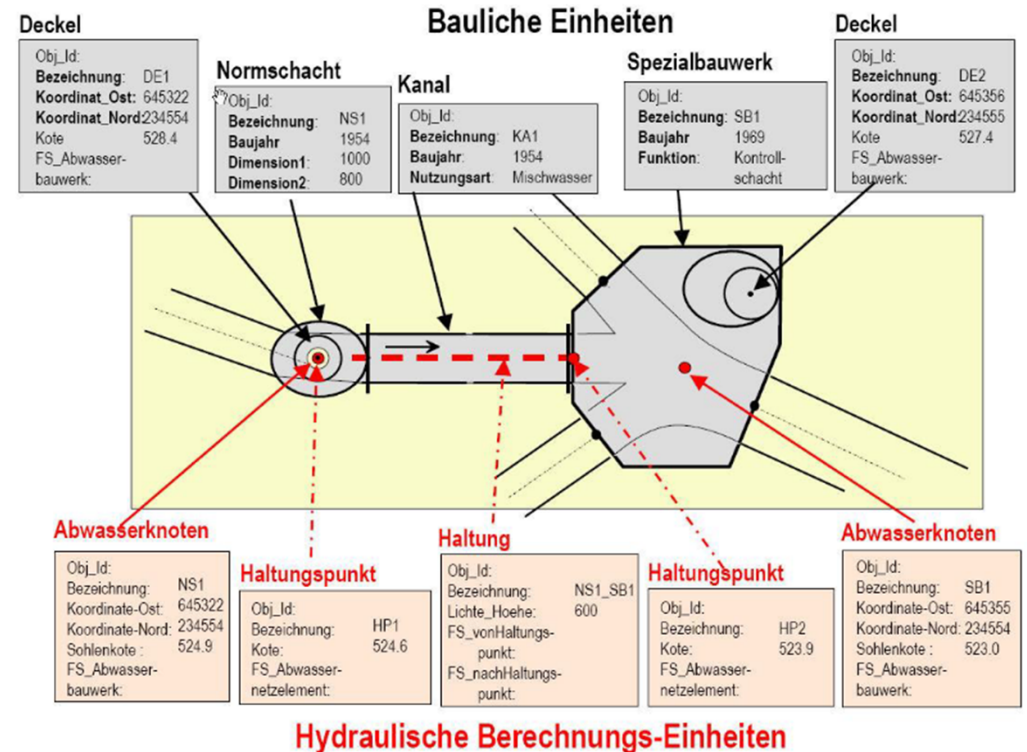 Bauliche Einheiten
Deckel
Obj_Id:
Bezeichnung: DE1
Koordinat_Ost: 645322
Koordinat_Nord: 234554
Kote 528.4
FS_Abwasser-
bauwerk:
Normschacht
Obj_Id:
Bezeichnung: NS1
Baujahr 1954
Dimension1: 1000
Dimension2: 800
Kanal
Obj_Id:
Bezeichnung: KA1
Baujahr: 1954
Nutzungsart: Mischwasser
Spezialbauwerk
Obj_Id:
Bezeichnung: SB1
Baujahr 1969
Funktion: Kontroll-
schacht
Deckel
Obj_Id:
Bezeichnung: DE2
Koordinat_Ost: 645356
Koordinat_Nord: 234555
Kote 527.4
FS_Abwasser-
bauwerk:
Abwasserknoten
Obj_Id:
Bezeichnung: NS1
Koordinate-Ost: 645322
Koordinate-Nord: 234554
Sohlenkote : 524.9
FS_Abwasser-
bauwerk:
Haltungspunkt
Obj_Id:
Bezeichnung: HP1
Kote: 524.6
FS_Abwasser-
netzelement:
Haltung
Obj_Id:
Bezeichnung: NS1_SB1
Lichte_Hoehe: 600
FS_vonHaltungs-
punkt:
FS_nachHaltungs-
punkt:
Haltungspunkt
Obj_Id:
Bezeichnung: HP2
Kote: 523.9
FS_Abwasser-
netzelement:
Abwasserknoten
Obj_Id:
Bezeichnung: SB1
Koordinate-Ost: 645355
Koordinate-Nord: 234554
Sohlenkote : 523.0
FS_Abwasser-
bauwerk:
Hydraulische Berechnungs-Einheiten